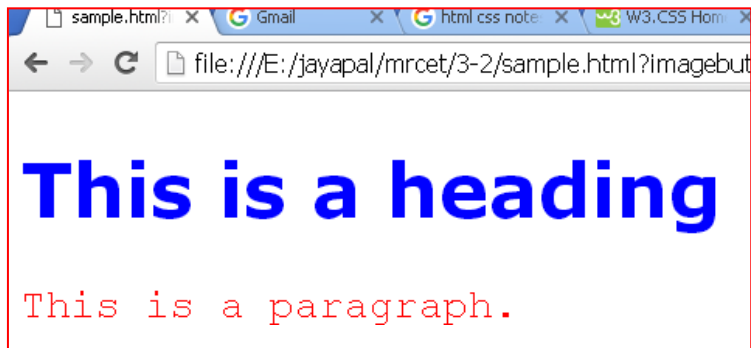 sample.html?i Gmail html css note: W3.CSS Hom
file:///E:/jayapal/mrcet/3-2/sample.html?imagebut
This is a heading
This is a paragraph.